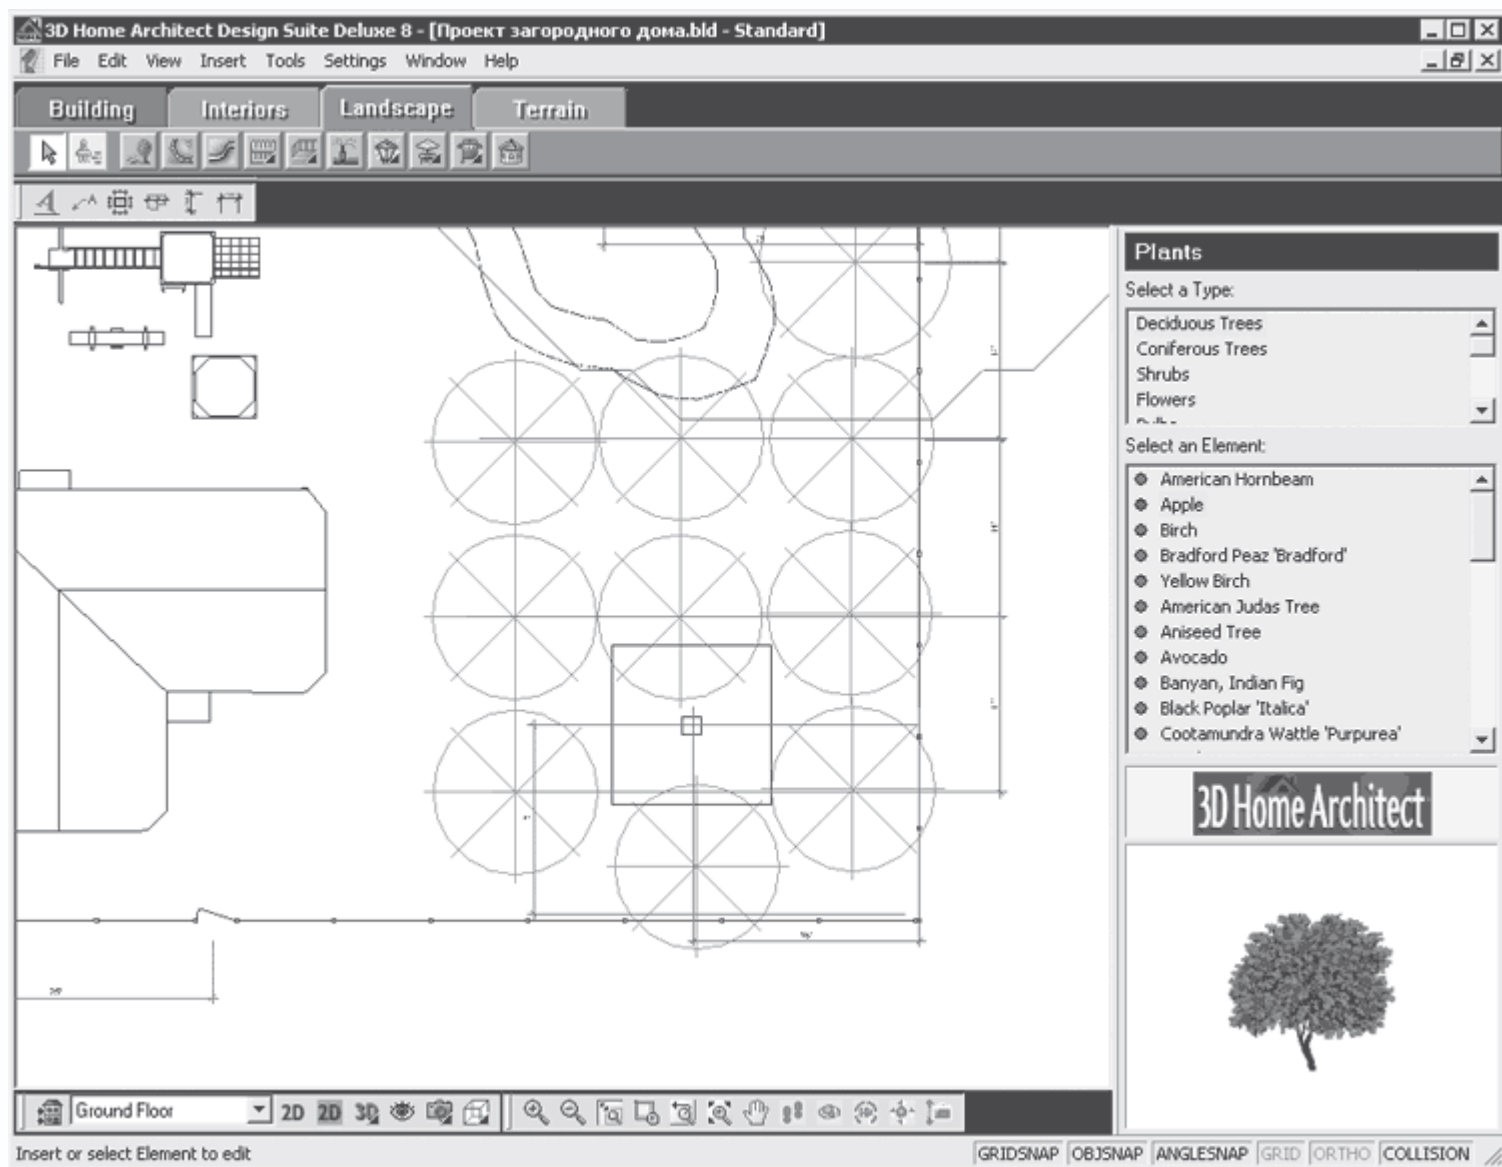 3D Home Architect Design Suite Deluxe 8 - [Проект загородного дома.bld - Standard]
File Edit View Insert Tools Settings Window Help
Building Interiors Landscape Terrain
Plants
Select a Type:
Deciduous Trees
Coniferous Trees
Shrubs
Flowers
Select an Element:
American Hornbeam
Apple
Birch
Bradford Peaz 'Bradford'
Yellow Birch
American Judas Tree
Aniseed Tree
Avocado
Banyan, Indian Fig
Black Poplar 'Italica'
Cootamundra Wattle 'Purpurea'
3D Home Architect
Ground Floor 2D 2D 3D
Insert or select Element to edit GRIDSNAP OBJSNAP ANGLESNAP GRID ORTHO COLLISION